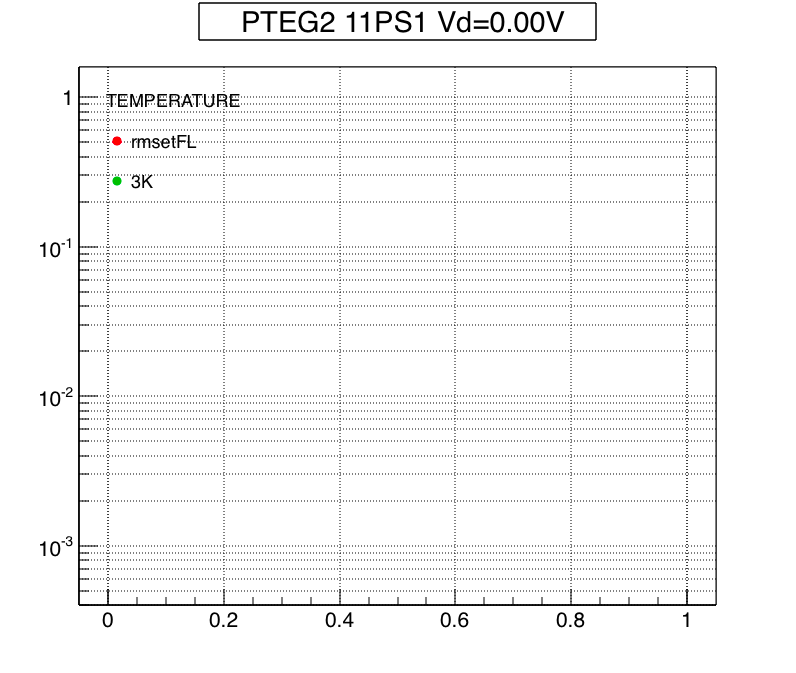 PTEG2 11PS1 Vd=0.00V
1
TEMPERATURE
rmsetFL
3K
10^-1
10^-2
10^-3
0 0.2 0.4 0.6 0.8 1